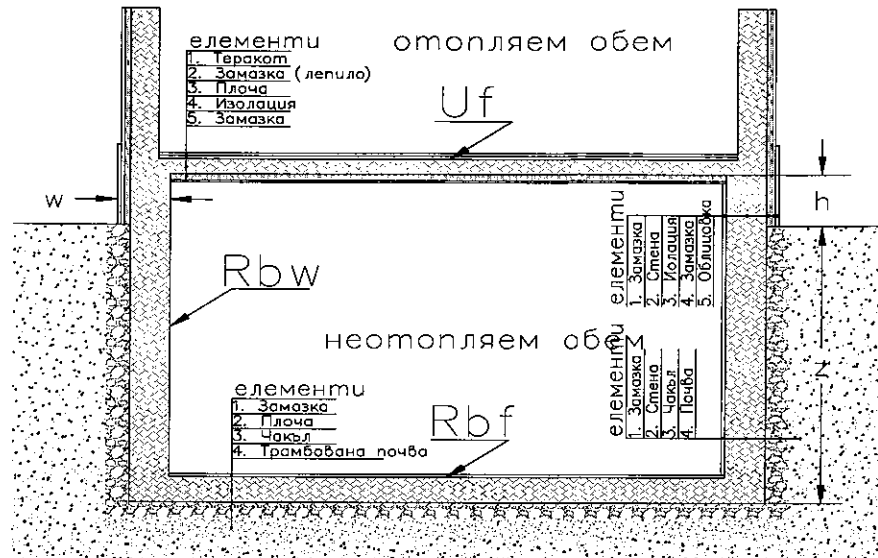 елементи
1. Теракот
2. Замазка (лепило)
3. Плоча
4. Изолация
5. Замазка
отопляем обем
Uf
w
h
елементи
1. Замазка
2. Стена
3. Изолация
4. Замазка
5. Облицовка
Rbw
неотопляем обем
z
елементи
1. Замазка
2. Стена
3. Чакъл
4. Почва
елементи
1. Замазка
2. Плоча
3. Чакъл
4. Трамбована почва
Rbf